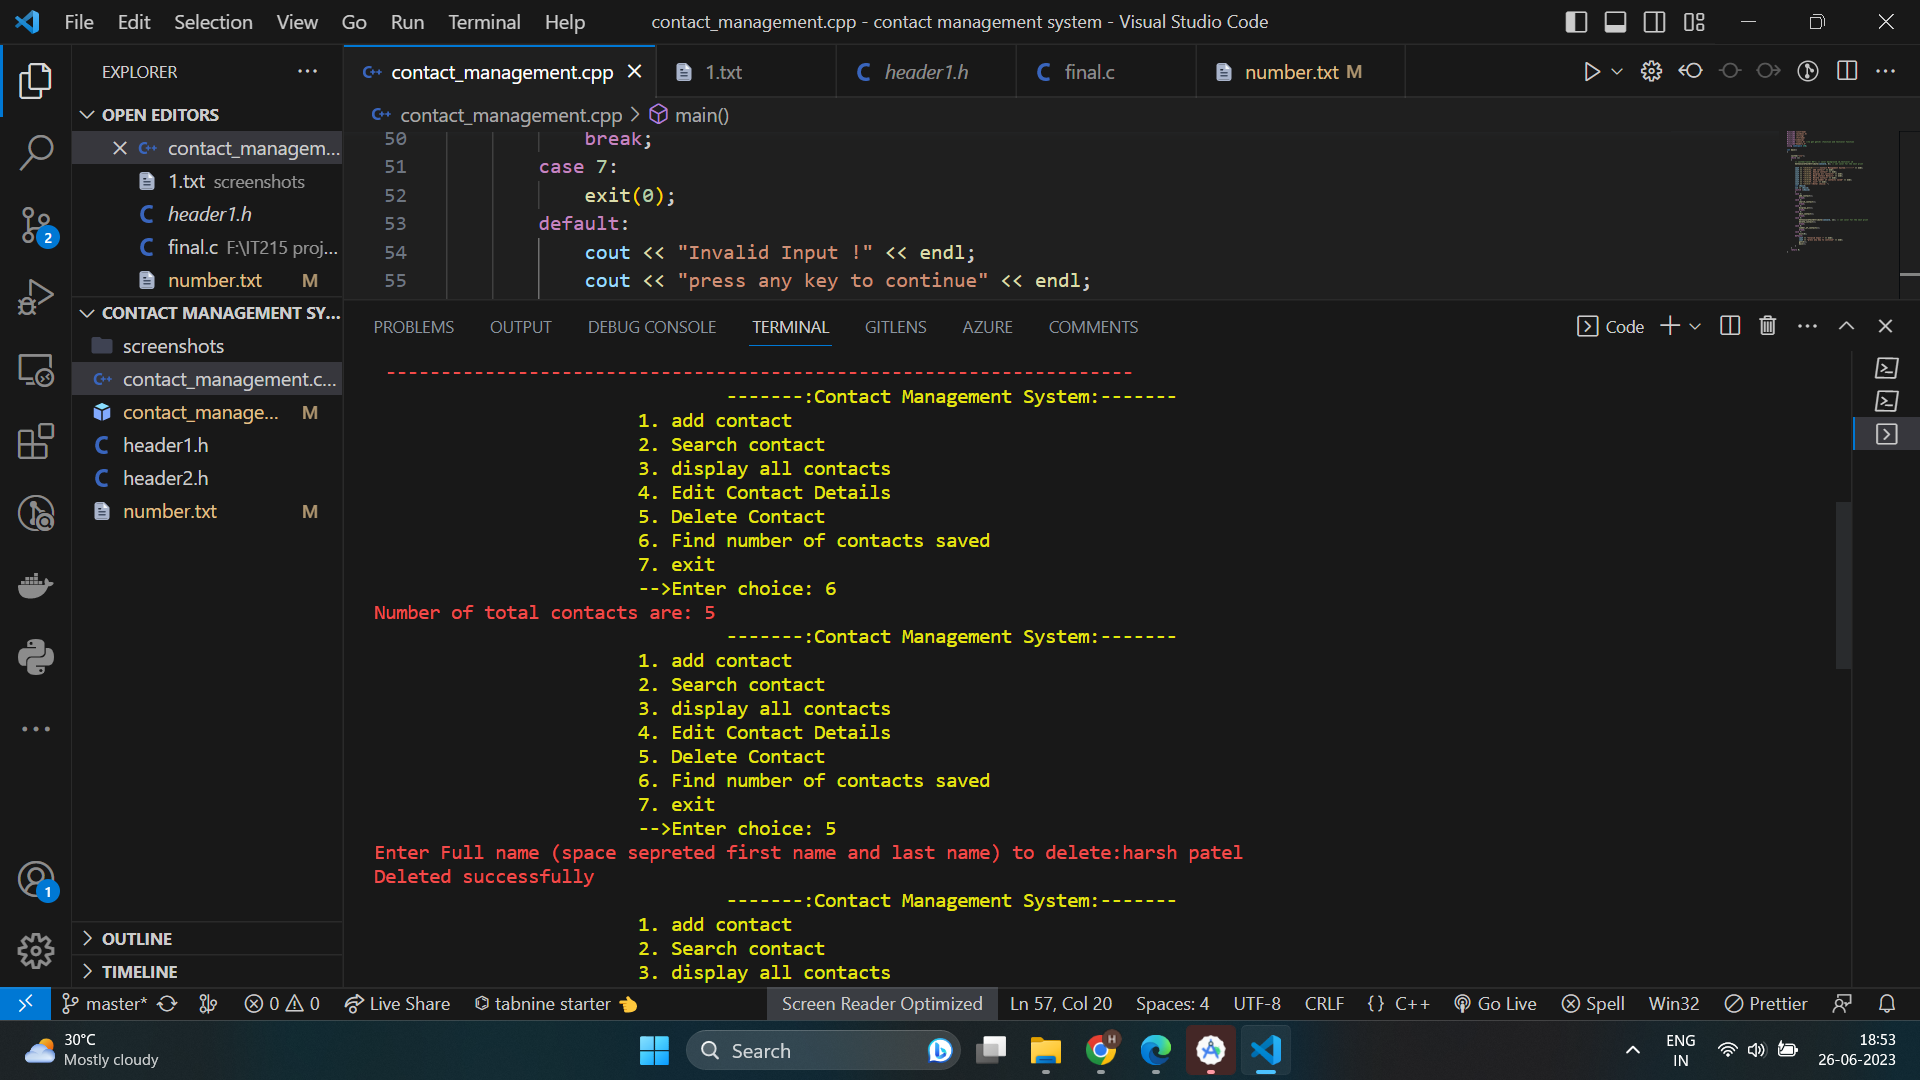 File Edit Selection View Go Run Terminal Help contact_management.cpp - contact management system - Visual Studio Code
EXPLORER
contact_management.cpp 1.txt header1.h final.c number.txt M
OPEN EDITORS
contact_managem...
1.txt screenshots
header1.h
final.c F:\IT215 proj...
number.txt M
CONTACT MANAGEMENT SY...
screenshots
contact_management.c...
contact_manage... M
header1.h
header2.h
number.txt M
OUTLINE
TIMELINE
contact_management.cpp > main()
50 break;
51 case 7:
52 exit(0);
53 default:
54 cout << "Invalid Input !" << endl;
55 cout << "press any key to continue" << endl;
PROBLEMS OUTPUT DEBUG CONSOLE TERMINAL GITLENS AZURE COMMENTS Code
--------------------------------------------------------------------
-------:Contact Management System:-------
1. add contact
2. Search contact
3. display all contacts
4. Edit Contact Details
5. Delete Contact
6. Find number of contacts saved
7. exit
-->Enter choice: 6
Number of total contacts are: 5
-------:Contact Management System:-------
1. add contact
2. Search contact
3. display all contacts
4. Edit Contact Details
5. Delete Contact
6. Find number of contacts saved
7. exit
-->Enter choice: 5
Enter Full name (space sepreted first name and last name) to delete:harsh patel
Deleted successfully
-------:Contact Management System:-------
1. add contact
2. Search contact
3. display all contacts
2
1
master* 0 0 Live Share tabnine starter Screen Reader Optimized Ln 57, Col 20 Spaces: 4 UTF-8 CRLF {} C++ Go Live Spell Win32 Prettier
30°C
Mostly cloudy
Search
H
ENG
IN
18:53
26-06-2023